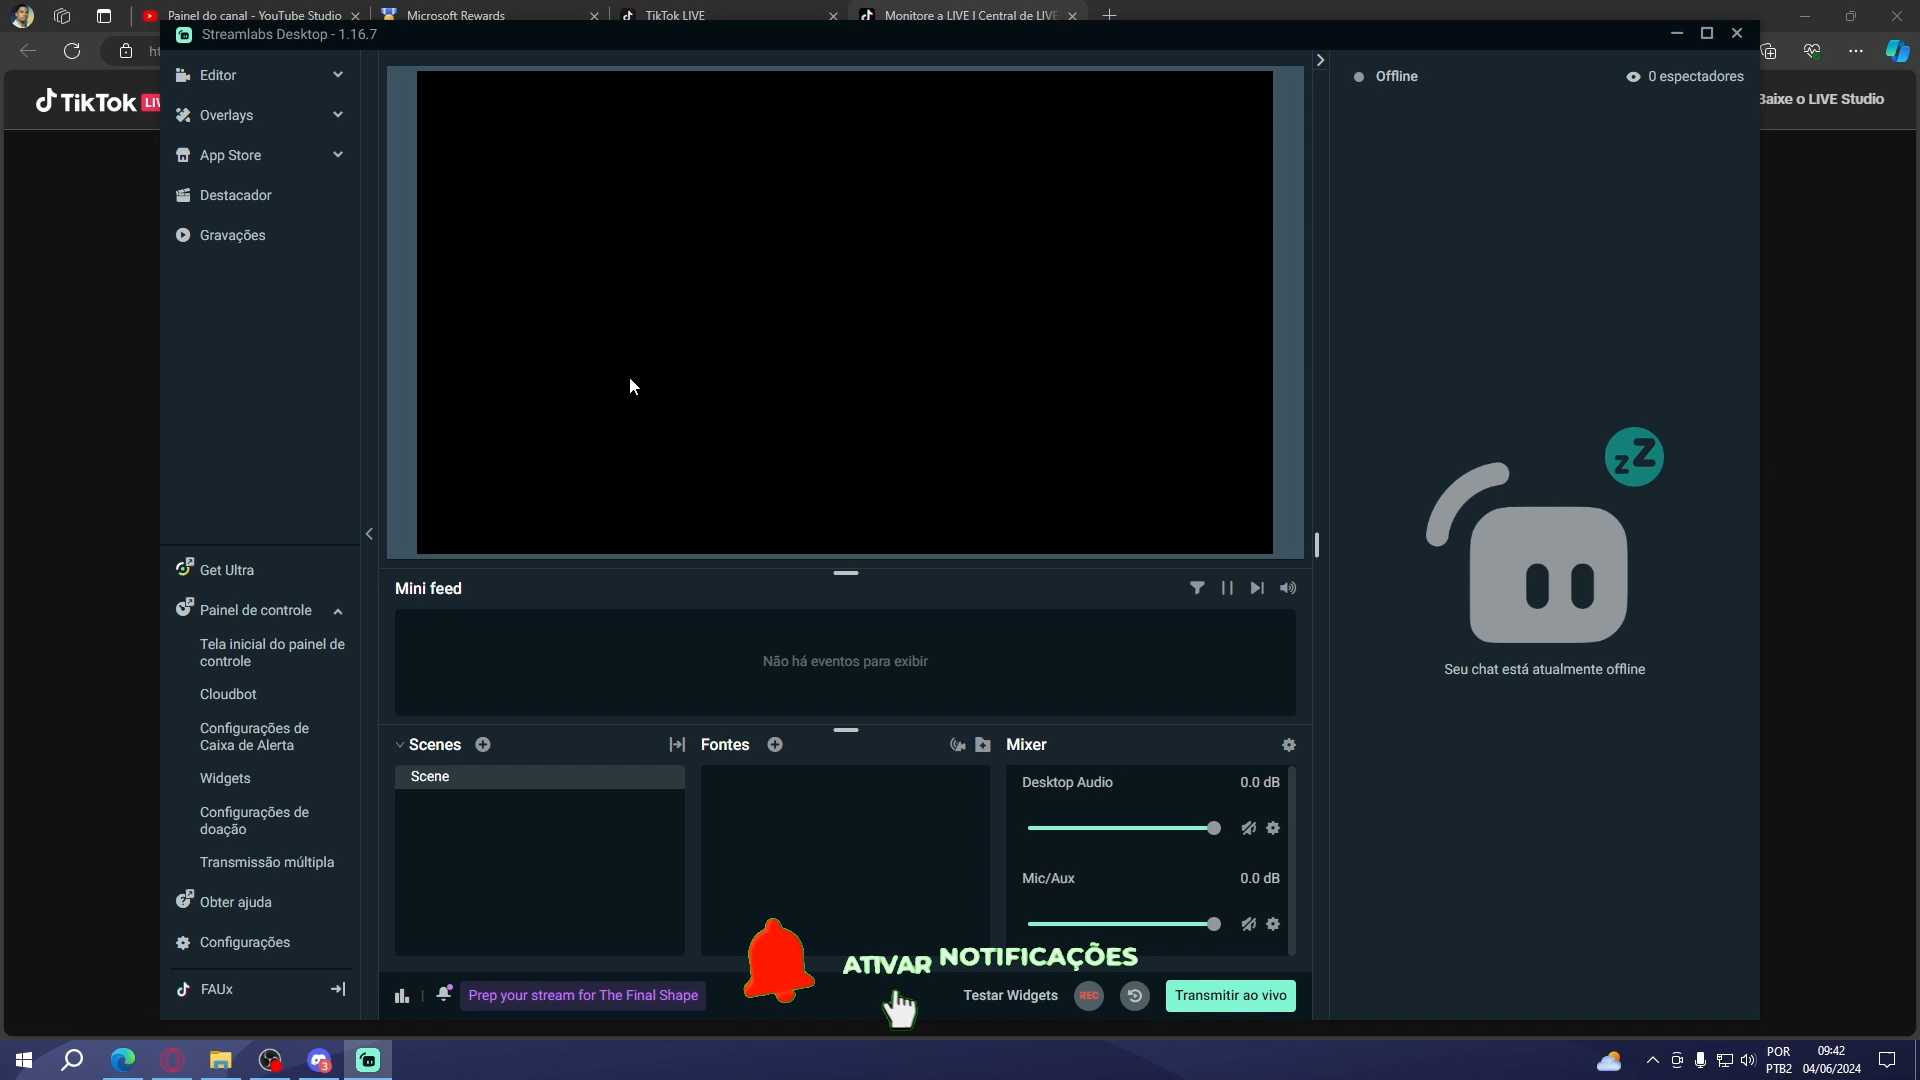 Painel do canal - YouTube Studio
Microsoft Rewards
TikTok LIVE
Monitore a LIVE | Central de LIVE
Streamlabs Desktop - 1.16.7
TikTok
Baixe o LIVE Studio
Editor
Overlays
App Store
Destacador
Gravações
Offline
0 espectadores
Z
Z
Seu chat está atualmente offline
Get Ultra
Painel de controle
Tela inicial do painel de
controle
Cloudbot
Configurações de
Caixa de Alerta
Widgets
Configurações de
doação
Transmissão múltipla
Obter ajuda
Configurações
FAUx
Mini feed
Não há eventos para exibir
Scenes
Scene
Fontes
Mixer
Desktop Audio
0.0 dB
Mic/Aux
0.0 dB
ATIVAR NOTIFICAÇÕES
Prep your stream for The Final Shape
Testar Widgets
REC
Transmitir ao vivo
3
POR
PTB2
09:42
04/06/2024